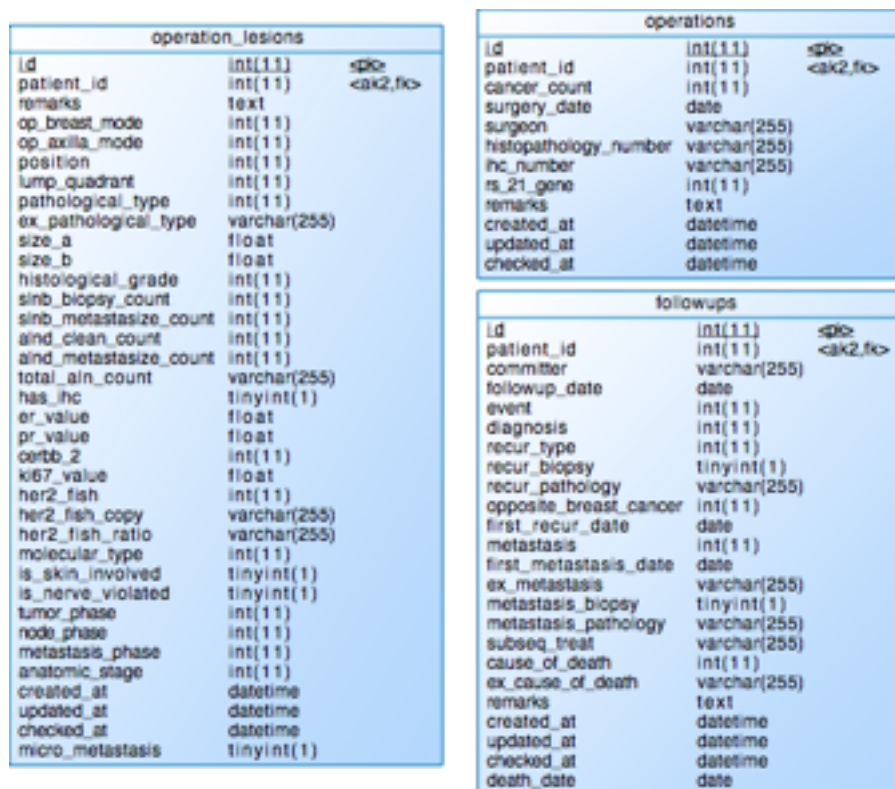 operation_lesions
id int(11) <pk>
patient_id int(11) <ak2,fk>
remarks text
op_breast_mode int(11)
op_axilla_mode int(11)
position int(11)
lump_quadrant int(11)
pathological_type int(11)
ex_pathological_type varchar(255)
size_a float
size_b float
histological_grade int(11)
slnb_biopsy_count int(11)
slnb_metastasize_count int(11)
alnd_clean_count int(11)
alnd_metastasize_count int(11)
total_aln_count varchar(255)
has_ihc tinyint(1)
er_value float
pr_value float
cerbb_2 int(11)
ki67_value float
her2_fish int(11)
her2_fish_copy varchar(255)
her2_fish_ratio varchar(255)
molecular_type int(11)
is_skin_involved tinyint(1)
is_nerve_violated tinyint(1)
tumor_phase int(11)
node_phase int(11)
metastasis_phase int(11)
anatomic_stage int(11)
created_at datetime
updated_at datetime
checked_at datetime
micro_metastasis tinyint(1)
operations
id int(11) <pk>
patient_id int(11) <ak2,fk>
cancer_count int(11)
surgery_date date
surgeon varchar(255)
histopathology_number varchar(255)
ihc_number varchar(255)
rs_21_gene int(11)
remarks text
created_at datetime
updated_at datetime
checked_at datetime
followups
id int(11) <pk>
patient_id int(11) <ak2,fk>
committer varchar(255)
followup_date date
event int(11)
diagnosis int(11)
recur_type int(11)
recur_biopsy tinyint(1)
recur_pathology varchar(255)
opposite_breast_cancer int(11)
first_recur_date date
metastasis int(11)
first_metastasis_date date
ex_metastasis varchar(255)
metastasis_biopsy tinyint(1)
metastasis_pathology varchar(255)
subseq_treat varchar(255)
cause_of_death int(11)
ex_cause_of_death varchar(255)
remarks text
created_at datetime
updated_at datetime
checked_at datetime
death_date date